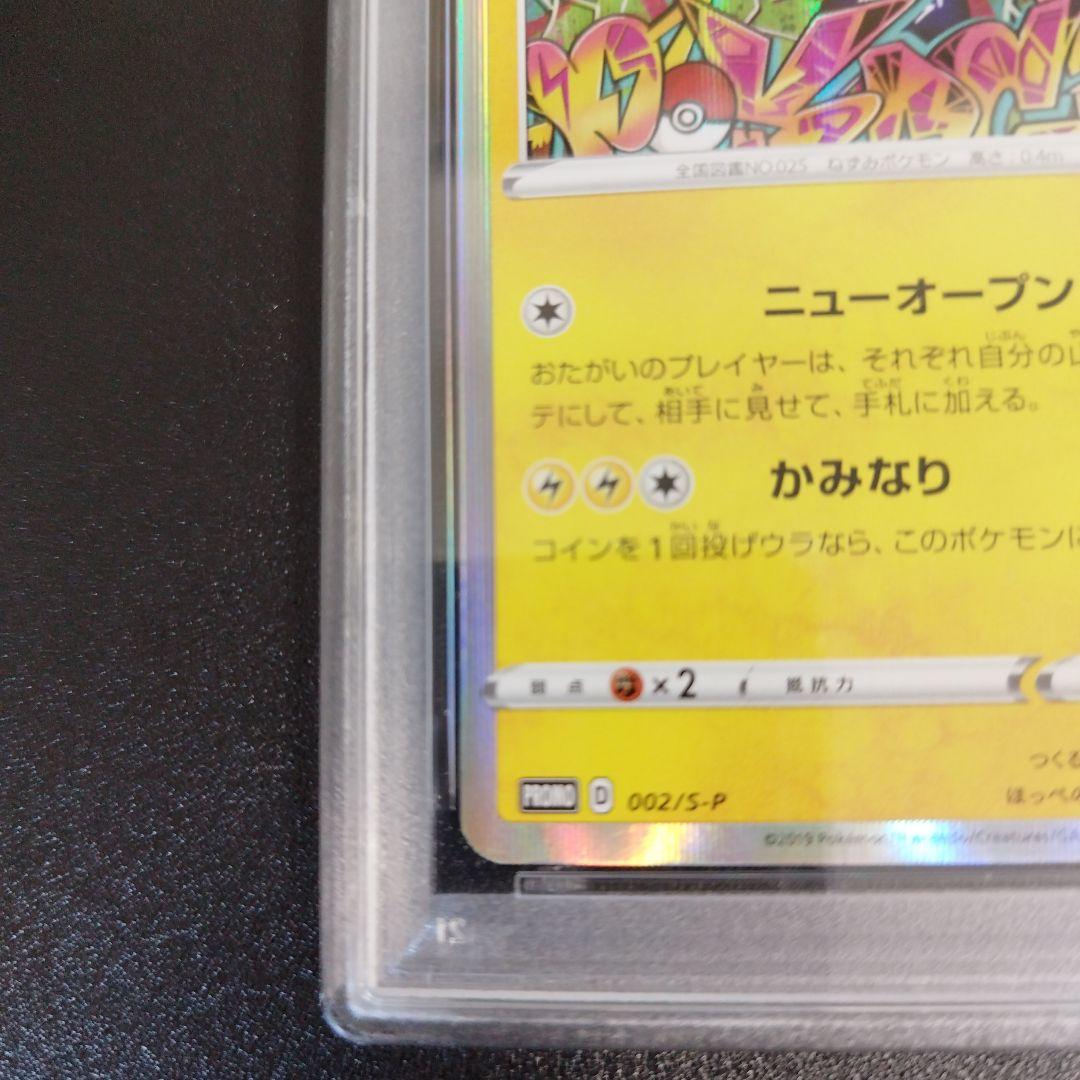 全国図鑑NO.025 ねずみポケモン 高さ:0.4m
ニューオープン
おたがいのプレイヤーは、それぞれ自分の
テにして、相手に見せて、手札に加える。
かみなり
コインを1回投げウラなら、このポケモンに
弱点 ×2 抵抗力
つくる
PROMO D 002/S-P
ほっぺの
©2019 Pokémon